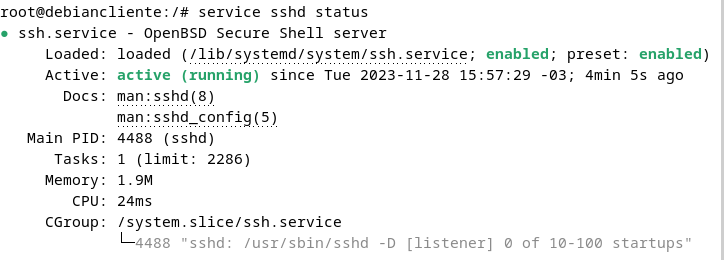 root@debiancliente:/# service sshd status
● ssh.service - OpenBSD Secure Shell server
     Loaded: loaded (/lib/systemd/system/ssh.service; enabled; preset: enabled)
     Active: active (running) since Tue 2023-11-28 15:57:29 -03; 4min 5s ago
       Docs: man:sshd(8)
             man:sshd_config(5)
   Main PID: 4488 (sshd)
      Tasks: 1 (limit: 2286)
     Memory: 1.9M
        CPU: 24ms
     CGroup: /system.slice/ssh.service
             └─4488 "sshd: /usr/sbin/sshd -D [listener] 0 of 10-100 startups"